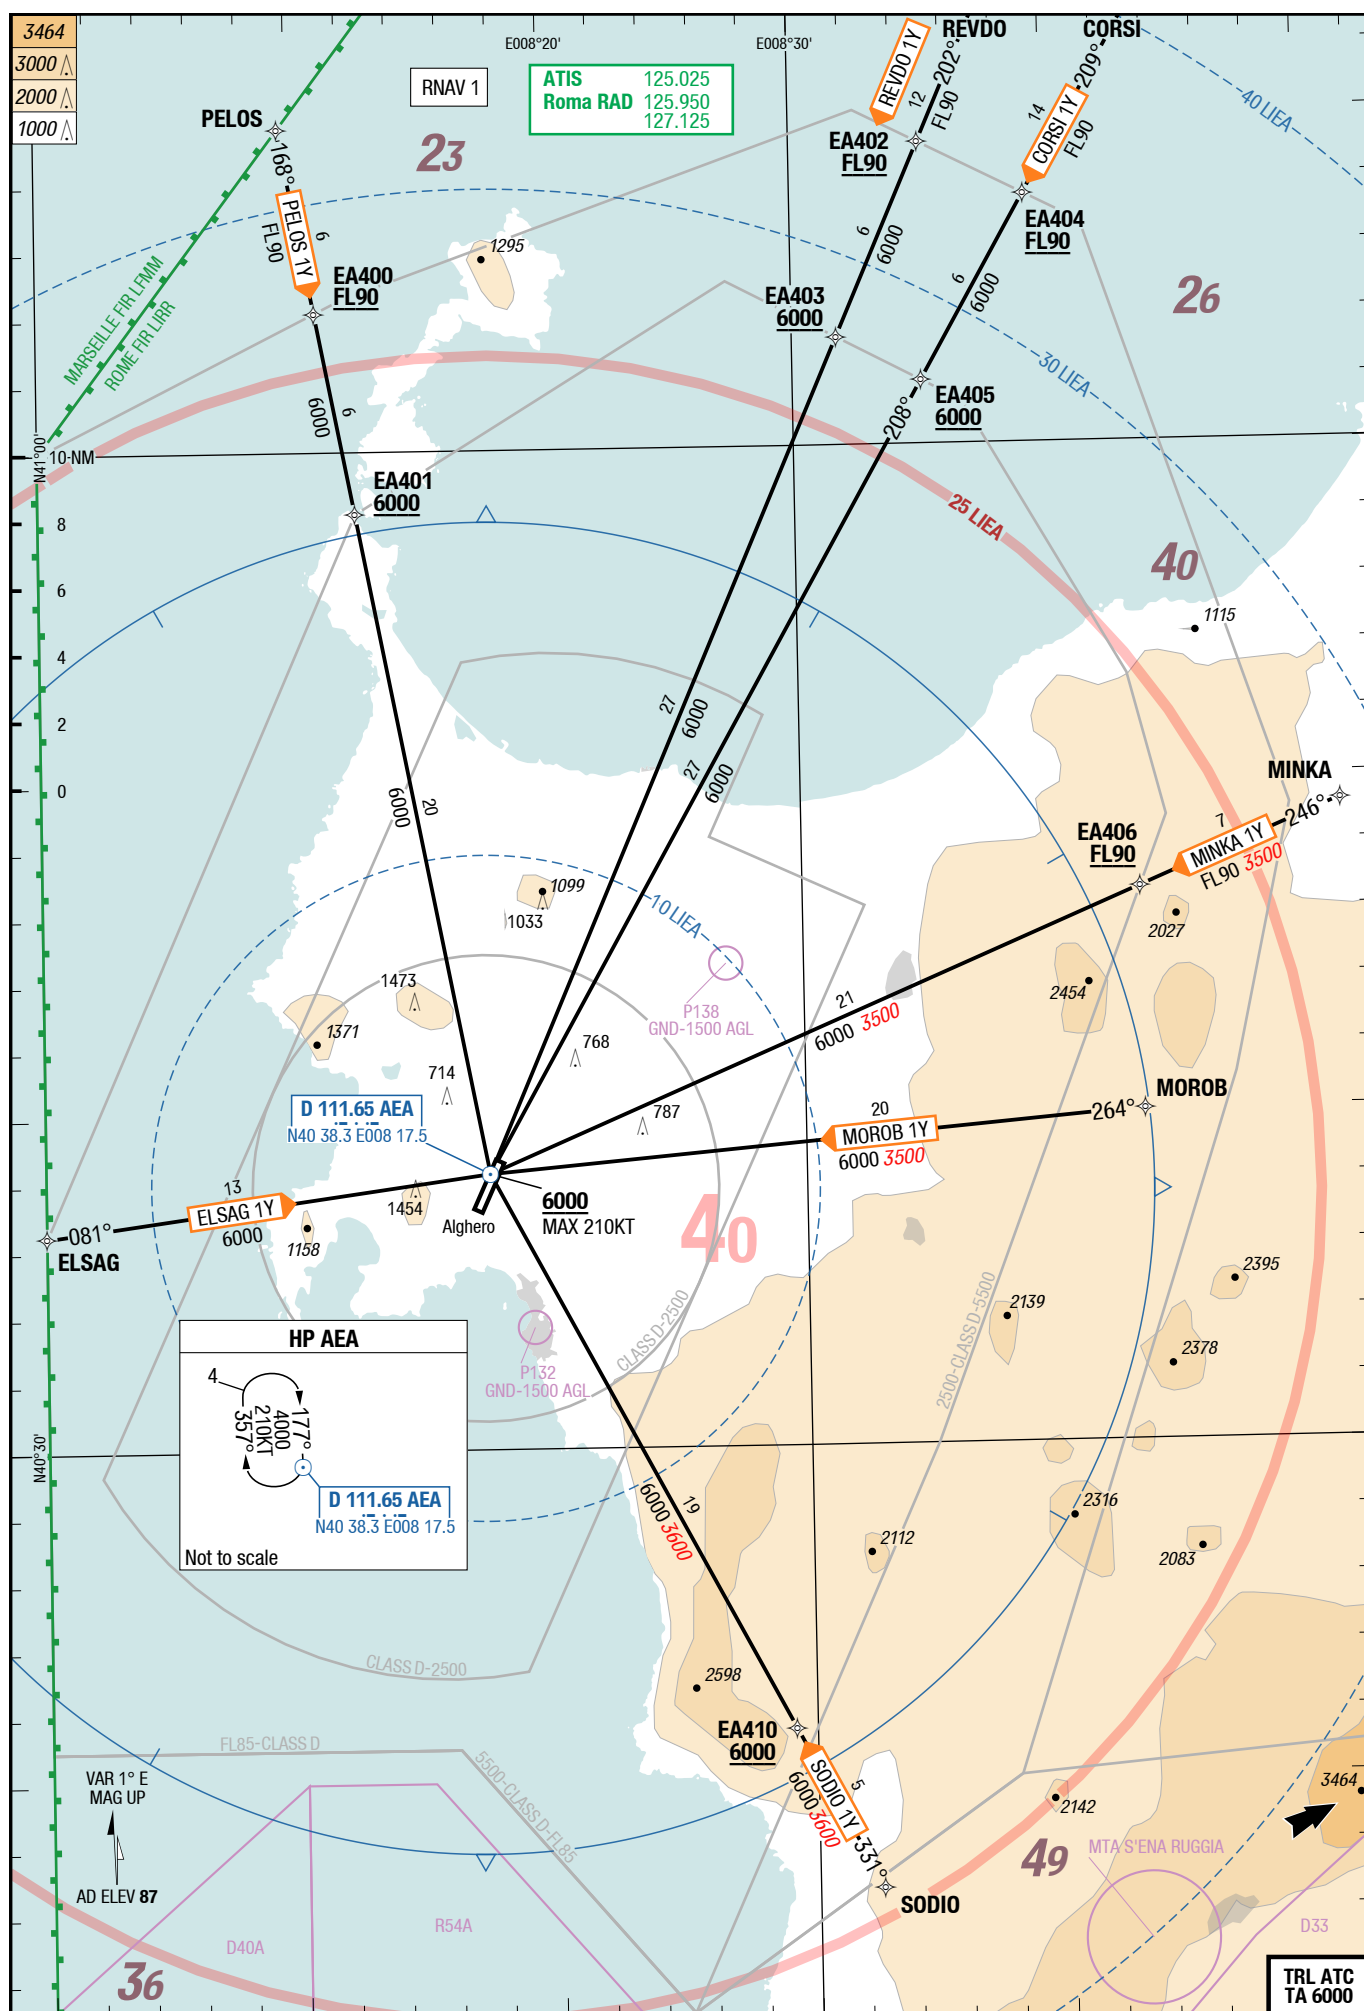 3464
3000
2000
1000
E008°20'
E008°30'
RNAV 1
ATIS 125.025
Roma RAD 125.950
127.125
REVDO
CORSI
REVDO 1Y
202°
12
FL90
209°
14
CORSI 1Y
FL90
40 LIEA
PELOS
168°
23
PELOS 1Y
6
FL90
EA400
FL90
1295
EA402
FL90
EA404
FL90
6
6000
6
6000
26
EA403
6000
MARSEILLE FIR LFMM
ROME FIR LIRR
30 LIEA
EA405
6000
208°
6
6000
N41°00'
10-NM
8
6
4
2
0
EA401
6000
25 LIEA
40
1115
27
6000
27
6000
20
6000
MINKA
246°
7
MINKA 1Y
FL90 3500
EA406
FL90
2027
1099
1033
10 LIEA
1473
1371
P138
GND-1500 AGL
2454
21
6000 3500
768
714
787
MOROB
264°
20
MOROB 1Y
6000 3500
D 111.65 AEA
N40 38.3 E008 17.5
13
ELSAG 1Y
6000
081°
ELSAG
1454
1158
Alghero
6000
MAX 210KT
40
2395
2139
2378
CLASS D-2500
2500-CLASS D-5500
P132
GND-1500 AGL
HP AEA
4
177°
4000
210KT
357°
D 111.65 AEA
N40 38.3 E008 17.5
Not to scale
N40°30'
19
6000 3600
2316
2112
2083
CLASS D-2500
2598
EA410
6000
SODIO 1Y
5
6000 3600
331°
SODIO
FL85-CLASS D
5500-CLASS D-FL85
VAR 1° E
MAG UP
AD ELEV 87
3464
2142
49
MTA S'ENA RUGGIA
D40A
R54A
D33
36
TRL ATC
TA 6000